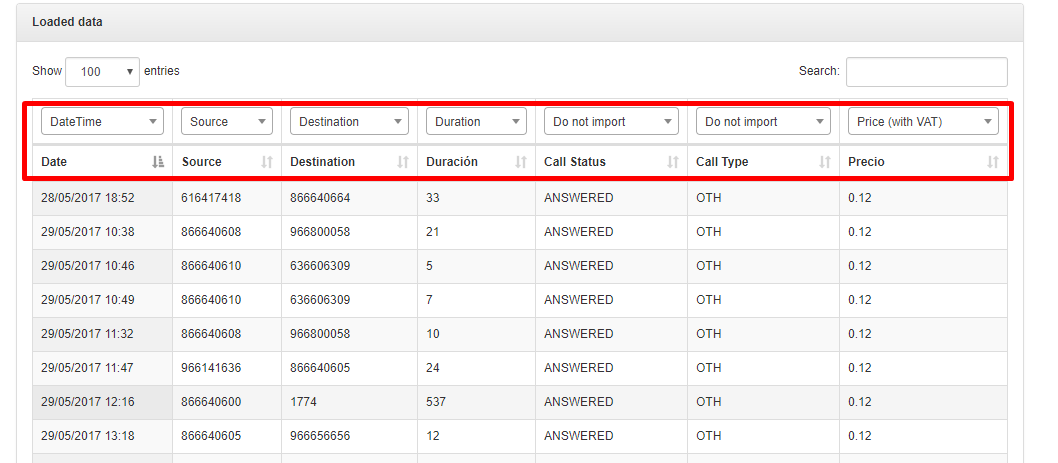 Loaded data
Show 100 entries Search:
DateTime Source Destination Duration Do not import Do not import Price (with VAT)
Date Source Destination Duración Call Status Call Type Precio
28/05/2017 18:52 616417418 866640664 33 ANSWERED OTH 0.12
29/05/2017 10:38 866640608 966800058 21 ANSWERED OTH 0.12
29/05/2017 10:46 866640610 636606309 5 ANSWERED OTH 0.12
29/05/2017 10:49 866640610 636606309 7 ANSWERED OTH 0.12
29/05/2017 11:32 866640608 966800058 10 ANSWERED OTH 0.12
29/05/2017 11:47 966141636 866640605 24 ANSWERED OTH 0.12
29/05/2017 12:16 866640600 1774 537 ANSWERED OTH 0.12
29/05/2017 13:18 866640605 966656656 12 ANSWERED OTH 0.12